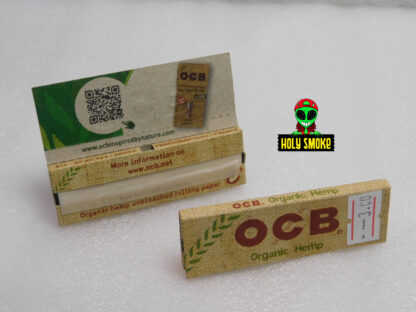 OCB
www.ocbinspiredbynature.com
More information on
www.ocb.net
Organic hemp unbleached rolling paper
HOLY SMOKE
OCB Organic Hemp
OCB
Organic Hemp